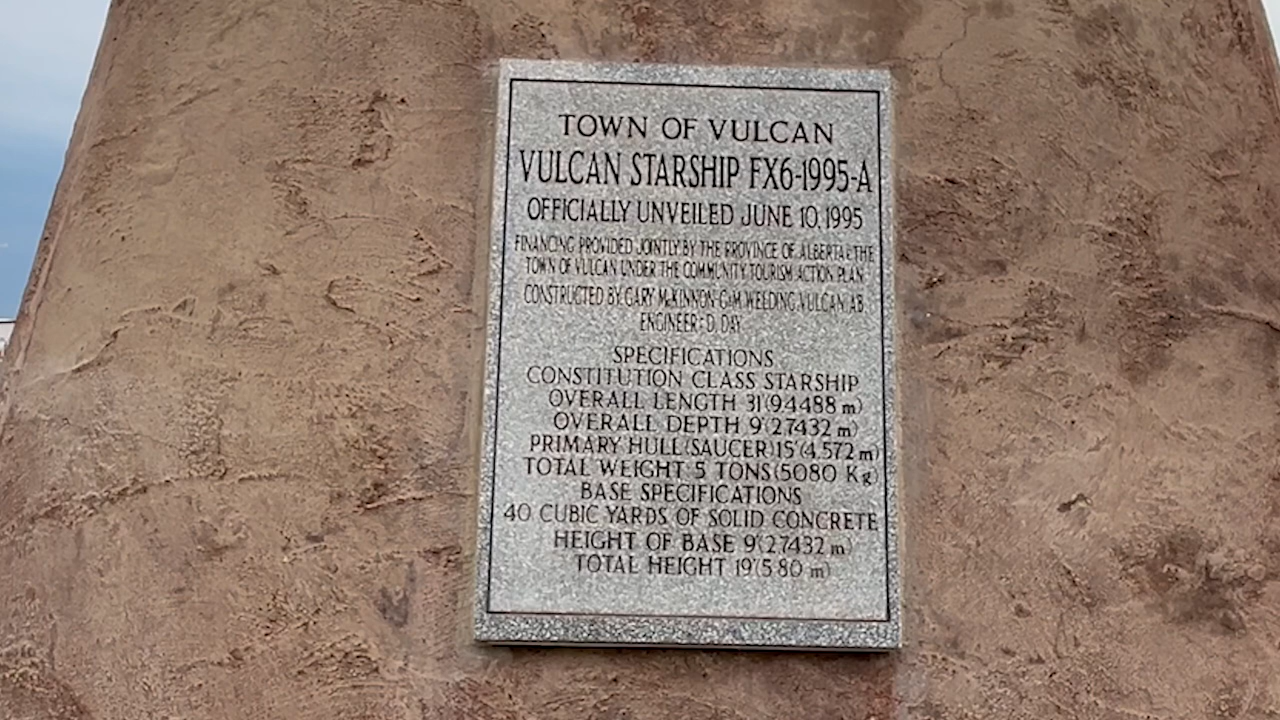 TOWN OF VULCAN
VULCAN STARSHIP FX6-1995-A
OFFICIALLY UNVEILED JUNE 10, 1995
FINANCING PROVIDED JOINTLY BY THE PROVINCE OF ALBERTA & THE
TOWN OF VULCAN UNDER THE COMMUNITY TOURISM ACTION PLAN
CONSTRUCTED BY: GARY McKINNON G&M WELDING, VULCAN, AB.
ENGINEER: D. DAY
SPECIFICATIONS
CONSTITUTION CLASS STARSHIP
OVERALL LENGTH 31'(9.4488 m)
OVERALL DEPTH 9'(2.7432 m)
PRIMARY HULL (SAUCER) 15'(4.572 m)
TOTAL WEIGHT 5 TONS (5080 Kg)
BASE SPECIFICATIONS
40 CUBIC YARDS OF SOLID CONCRETE
HEIGHT OF BASE 9'(2.7432 m)
TOTAL HEIGHT 19'(5.80 m)